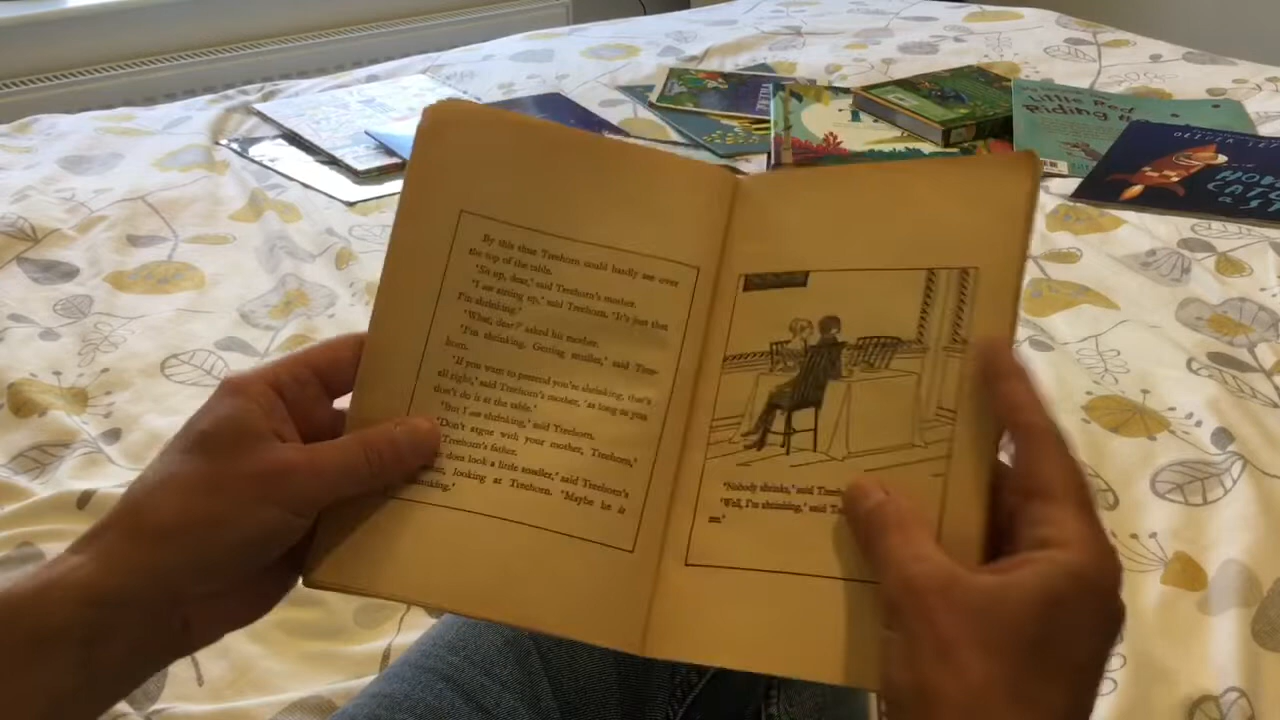 Little Red
Riding
HOW
CATC
a ST
By this time Treehorn could hardly see over
the top of the table.
'Sit up, dear,' said Treehorn's mother.
'I am sitting up,' said Treehorn. 'It's just that
I'm shrinking.'
'What, dear?' asked his mother.
'I'm shrinking. Getting smaller,' said Tree-
horn.
'If you want to pretend you're shrinking, that's
all right,' said Treehorn's mother, 'as long as you
don't do it at the table.'
'But I am shrinking,' said Treehorn.
'Don't argue with your mother, Treehorn,'
Treehorn's father.
does look a little smaller,' said Treehorn's
looking at Treehorn. 'Maybe he is
'Nobody shrinks,' said
'Well, I'm shrinking,' said
me.'